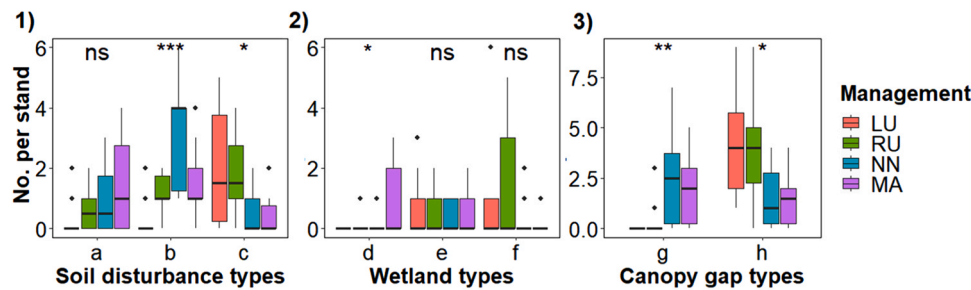 1)
2)
3)
No. per stand
6
4
2
0
ns
***
*
a
b
c
Soil disturbance types
6
4
2
0
*
ns
ns
d
e
f
Wetland types
7.5
5.0
2.5
0.0
**
*
g
h
Canopy gap types
Management
LU
RU
NN
MA